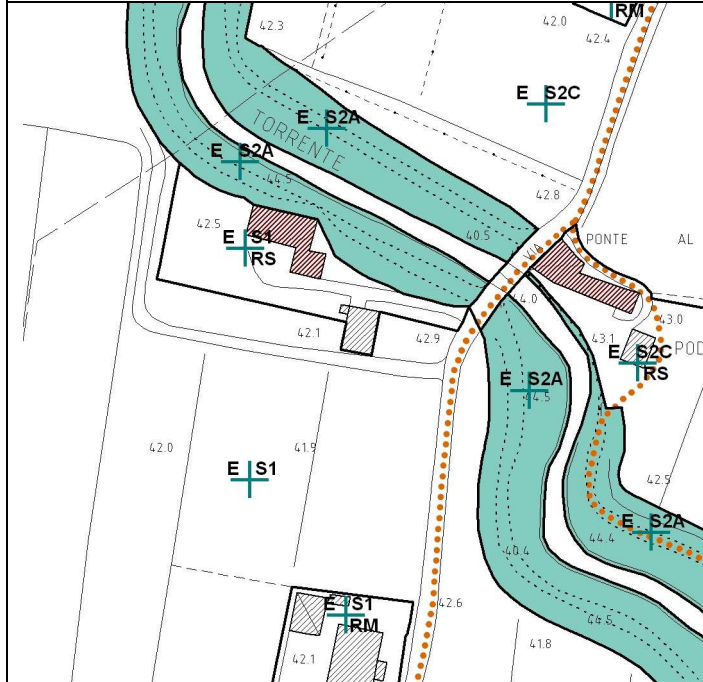 RM
42.3
42.0
42.4
E S2C
E S2A
TORRENTE
E S2A
44.5
42.8
42.5
E S1
RS
40.5
VIA PONTE AL
44.0
43.0
42.1
42.9
43.1
E S2C
RS
POD
E S2A
44.5
42.0
41.9
E S1
42.5
E S2A
44.4
40.4
E S1
RM
42.6
44.5
42.1
41.8